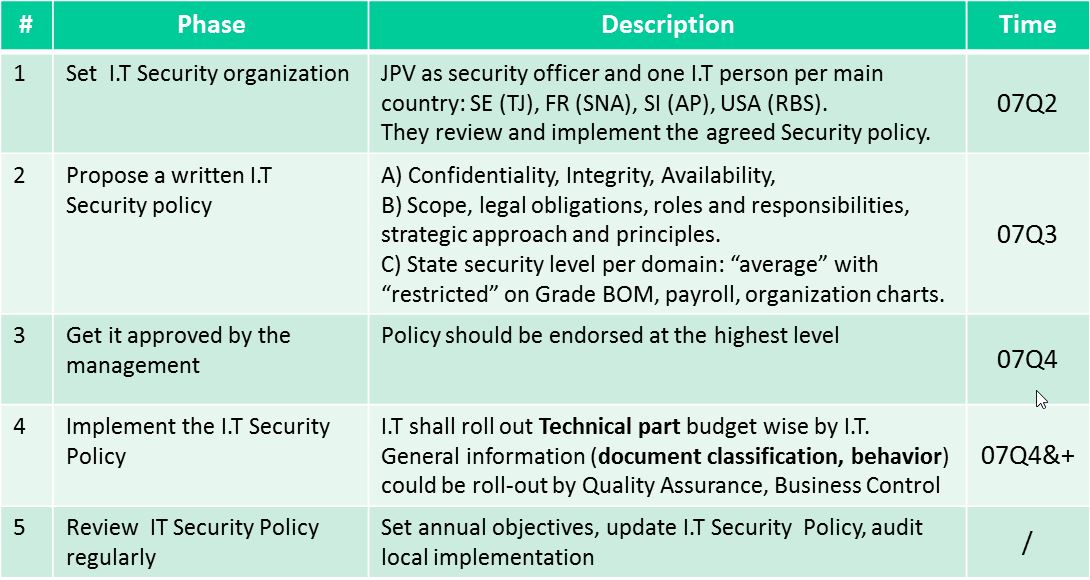 # Phase Description Time
1 Set I.T Security organization JPV as security officer and one I.T person per main
country: SE (TJ), FR (SNA), SI (AP), USA (RBS).
They review and implement the agreed Security policy.
07Q2
2 Propose a written I.T
Security policy
A) Confidentiality, Integrity, Availability,
B) Scope, legal obligations, roles and responsibilities,
strategic approach and principles.
C) State security level per domain: “average” with
“restricted” on Grade BOM, payroll, organization charts.
07Q3
3 Get it approved by the
management
Policy should be endorsed at the highest level
07Q4
4 Implement the I.T Security
Policy
I.T shall roll out Technical part budget wise by I.T.
General information (document classification, behavior)
could be roll-out by Quality Assurance, Business Control
07Q4&+
5 Review IT Security Policy
regularly
Set annual objectives, update I.T Security Policy, audit
local implementation
/